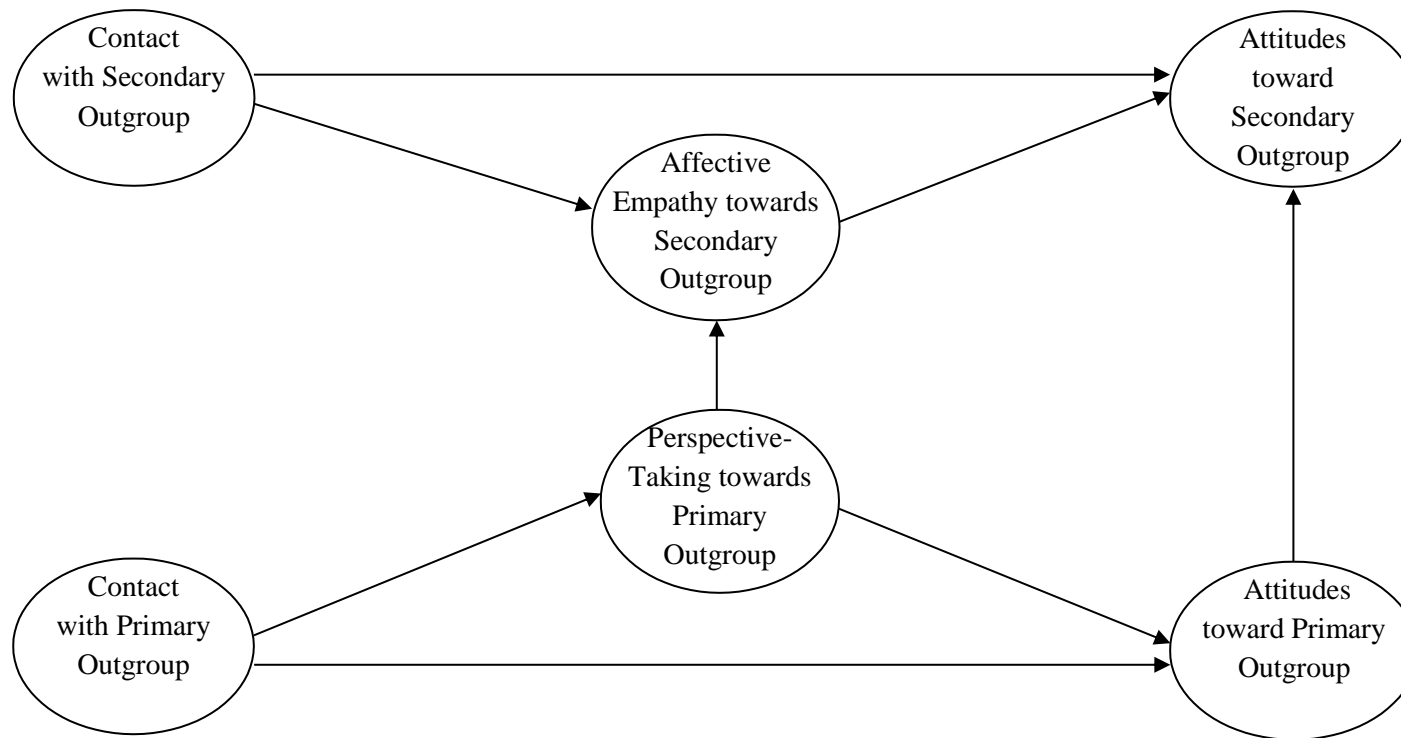 Contact
with Secondary
Outgroup
Attitudes
toward
Secondary
Outgroup
Affective
Empathy towards
Secondary
Outgroup
Perspective-
Taking towards
Primary
Outgroup
Contact
with Primary
Outgroup
Attitudes
toward Primary
Outgroup